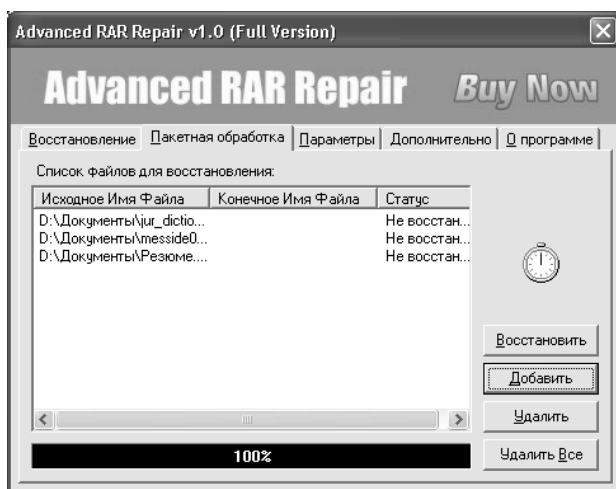 Advanced RAR Repair v1.0 (Full Version)
Advanced RAR Repair Buy Now
Восстановление Пакетная обработка Параметры Дополнительно О программе
Список файлов для восстановления:
Исходное Имя Файла Конечное Имя Файла Статус
D:\Документы\jur_dictio... Не восстан...
D:\Документы\messide0... Не восстан...
D:\Документы\Резюме.... Не восстан...
Восстановить
Добавить
Удалить
100% Удалить Все